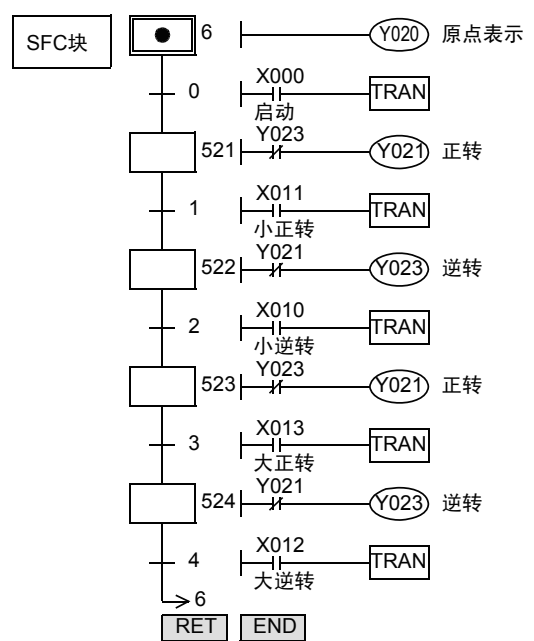 SFC块
6
Y020 原点表示
0
X000
TRAN
启动
Y023
521
Y021 正转
X011
1
TRAN
小正转
Y021
522
Y023 逆转
X010
2
TRAN
小逆转
Y023
523
Y021 正转
X013
3
TRAN
大正转
Y021
524
Y023 逆转
X012
4
TRAN
大逆转
6
RET END